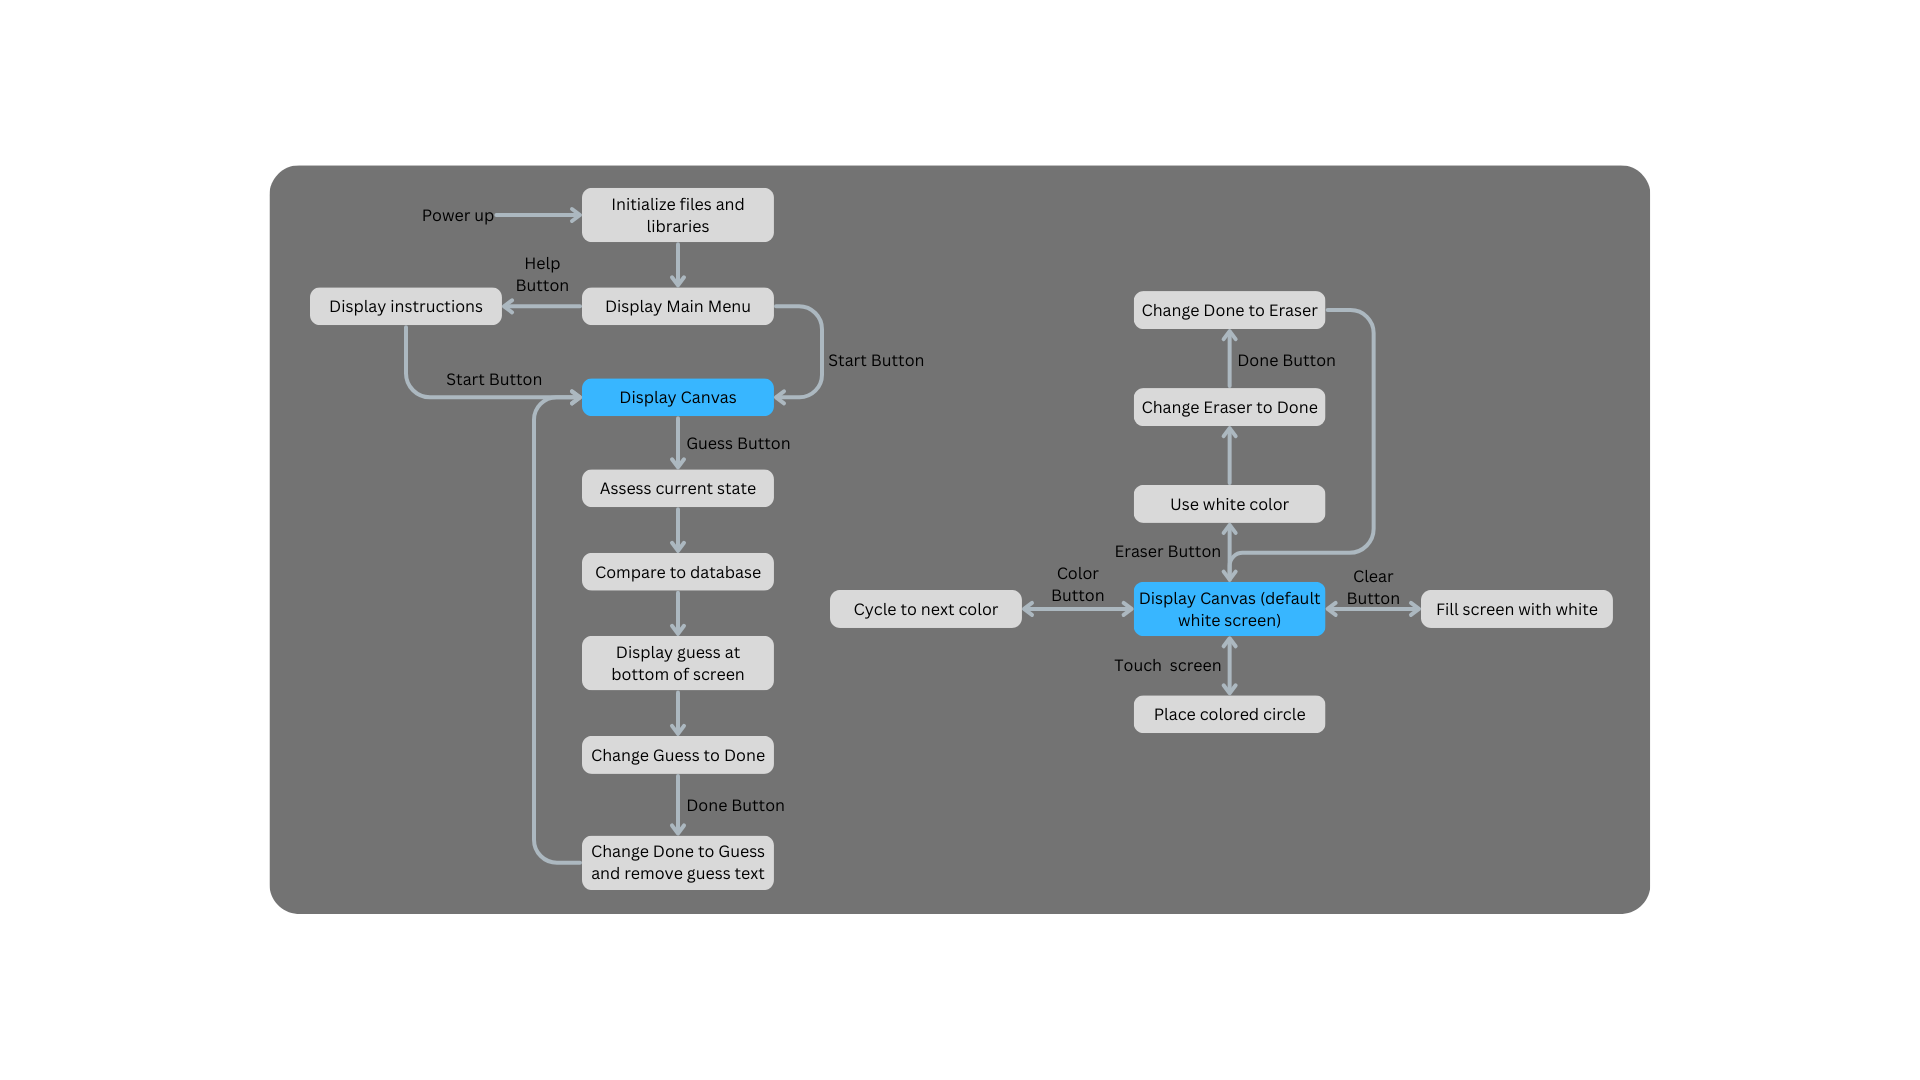 Power up
Initialize files and
libraries
Help
Button
Display instructions
Display Main Menu
Start Button
Start Button
Display Canvas
Guess Button
Assess current state
Compare to database
Display guess at
bottom of screen
Change Guess to Done
Done Button
Change Done to Guess
and remove guess text
Change Done to Eraser
Done Button
Change Eraser to Done
Use white color
Eraser Button
Color
Button
Clear
Button
Cycle to next color
Display Canvas (default
white screen)
Fill screen with white
Touch  screen
Place colored circle